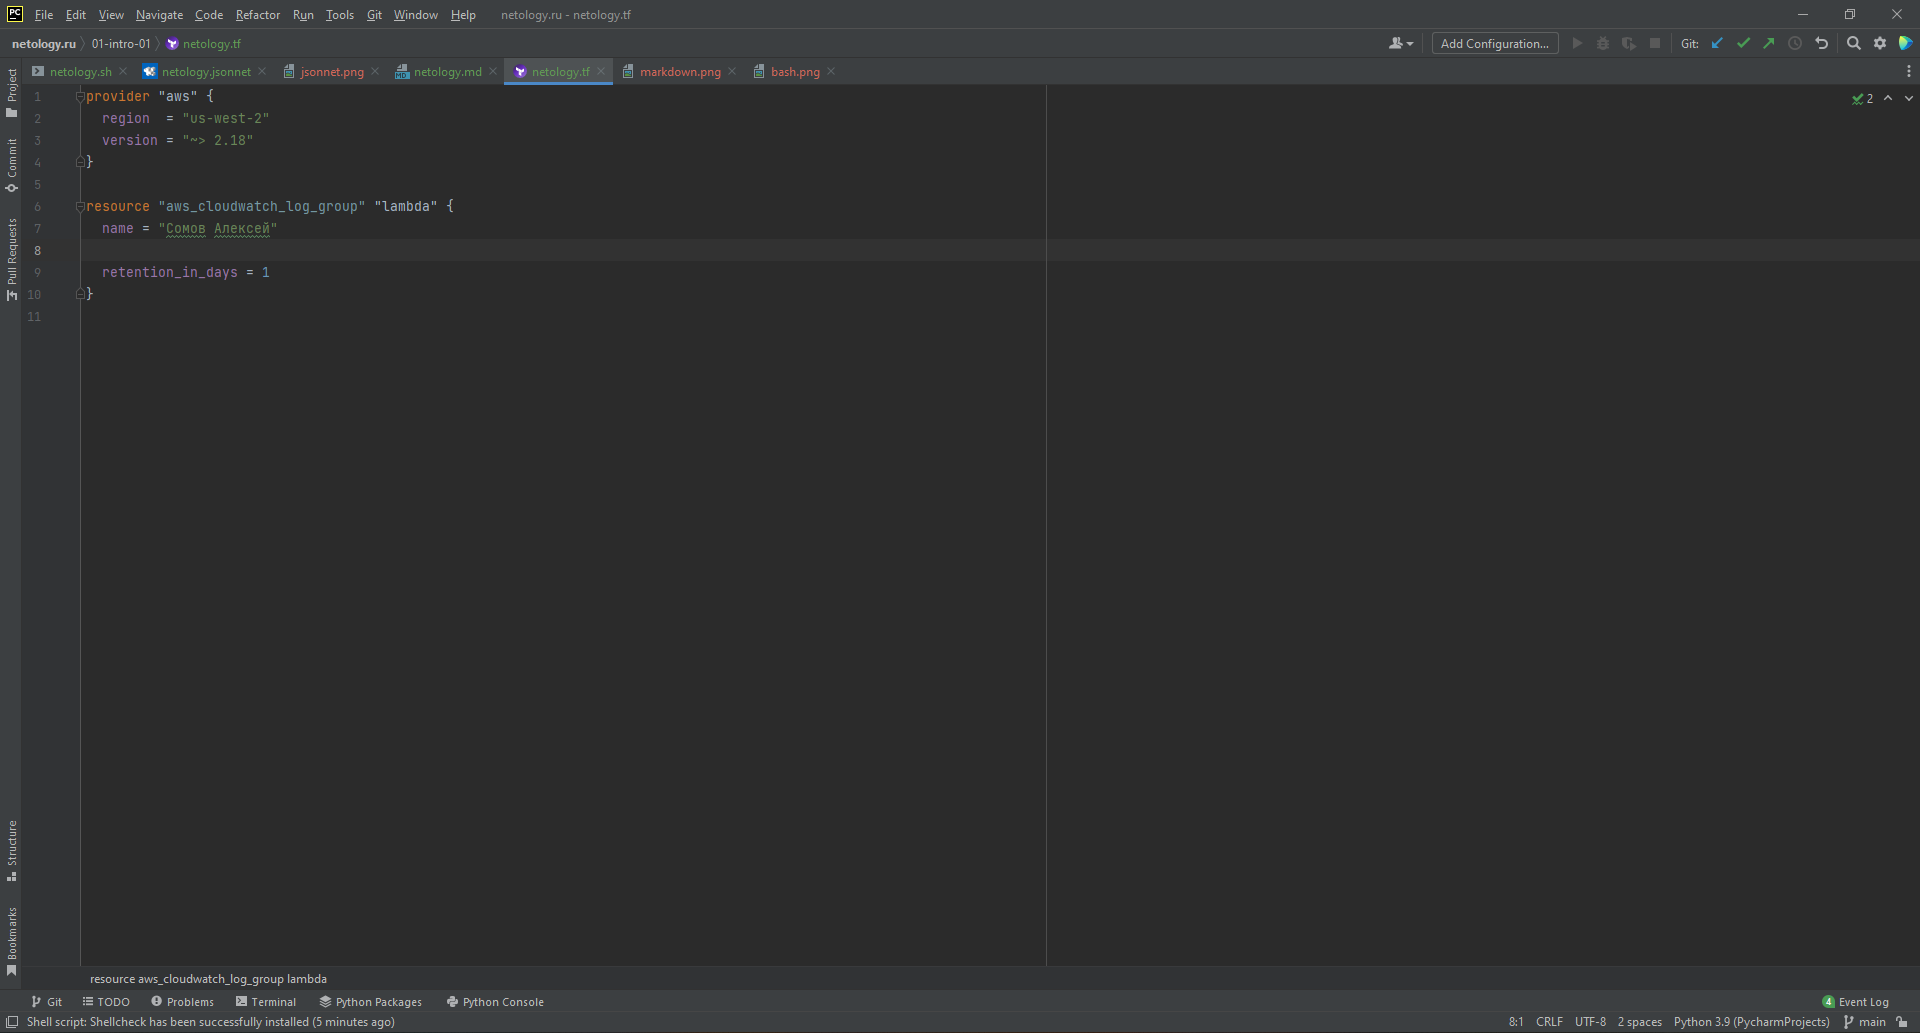 PC File Edit View Navigate Code Refactor Run Tools Git Window Help netology.ru - netology.tf
netology.ru 01-intro-01 netology.tf Add Configuration... Git:
netology.sh netology.jsonnet jsonnet.png netology.md netology.tf markdown.png bash.png
Project
Commit
Pull Requests
Structure
Bookmarks
2
1 provider "aws" {
2 region  = "us-west-2"
3 version = "~> 2.18"
4 }
5
6 resource "aws_cloudwatch_log_group" "lambda" {
7 name = "Сомов Алексей"
8
9 retention_in_days = 1
10 }
11
resource aws_cloudwatch_log_group lambda
Git TODO Problems Terminal Python Packages Python Console 4 Event Log
Shell script: Shellcheck has been successfully installed (5 minutes ago) 8:1 CRLF UTF-8 2 spaces Python 3.9 (PycharmProjects) main